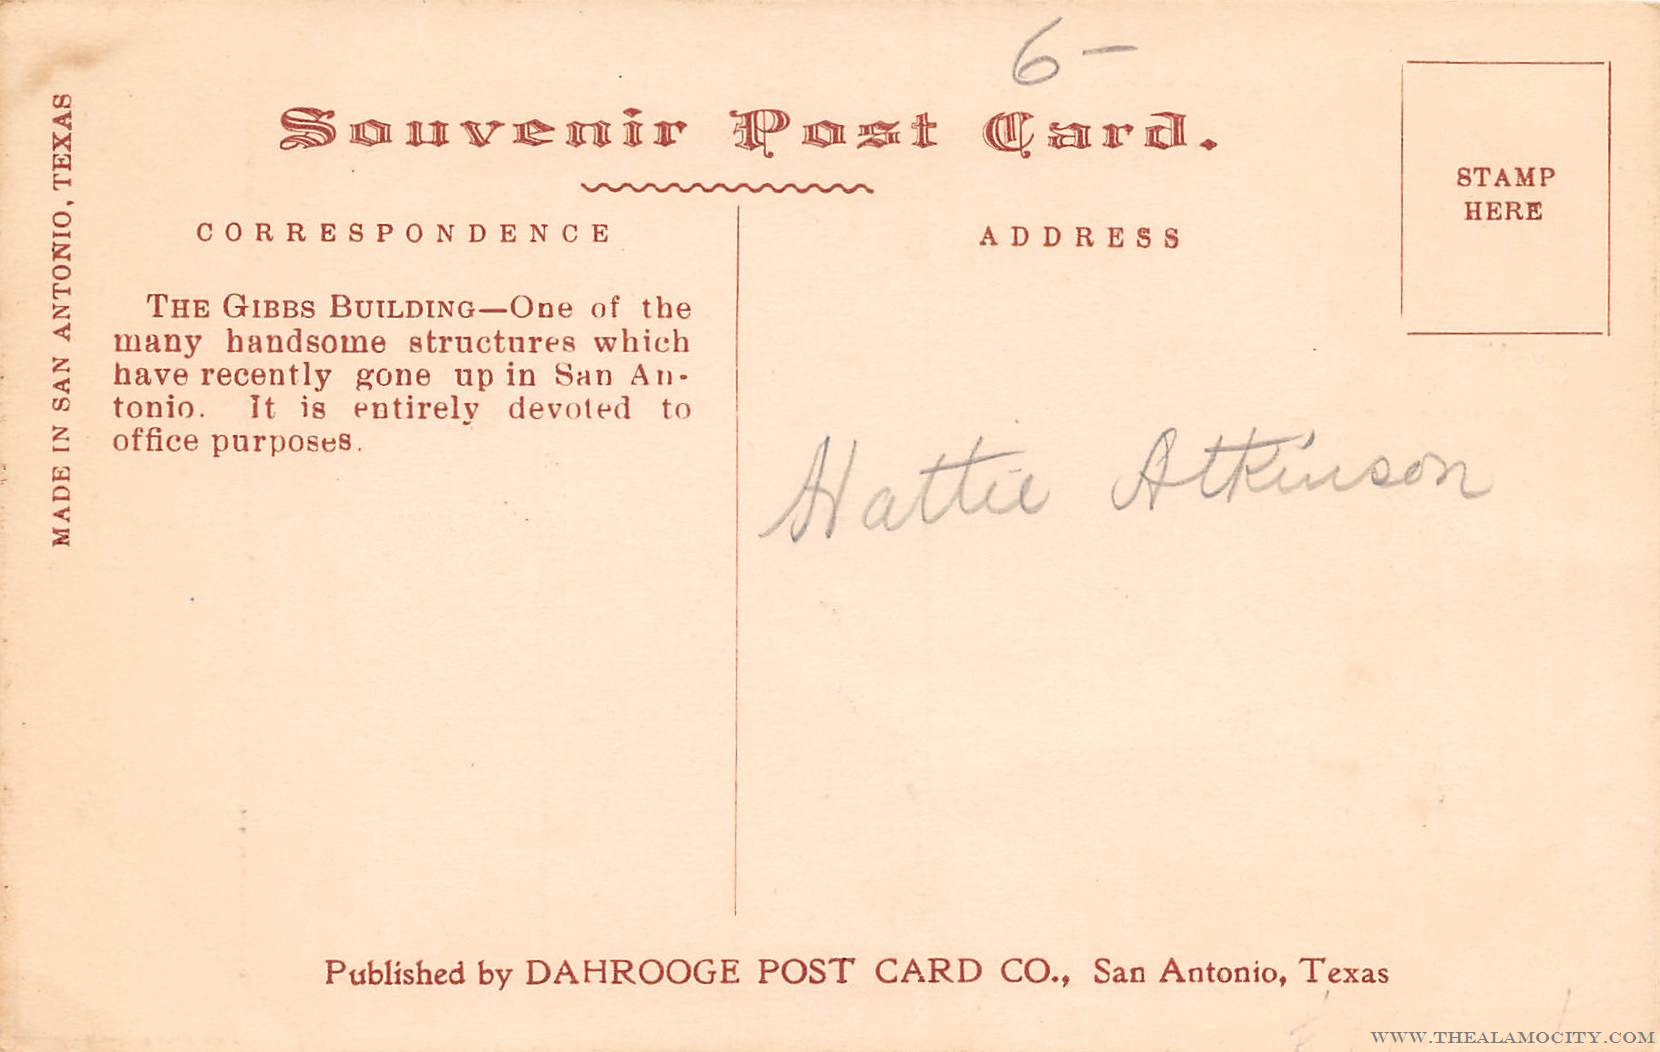 6-
Souvenir Post Card.
STAMP
HERE
CORRESPONDENCE
ADDRESS
THE GIBBS BUILDING—One of the
many handsome structures which
have recently gone up in San An-
tonio. It is entirely devoted to
office purposes.
MADE IN SAN ANTONIO, TEXAS
Hattie Atkinson
Published by DAHROOGE POST CARD CO., San Antonio, Texas
WWW.THEALAMOCITY.COM